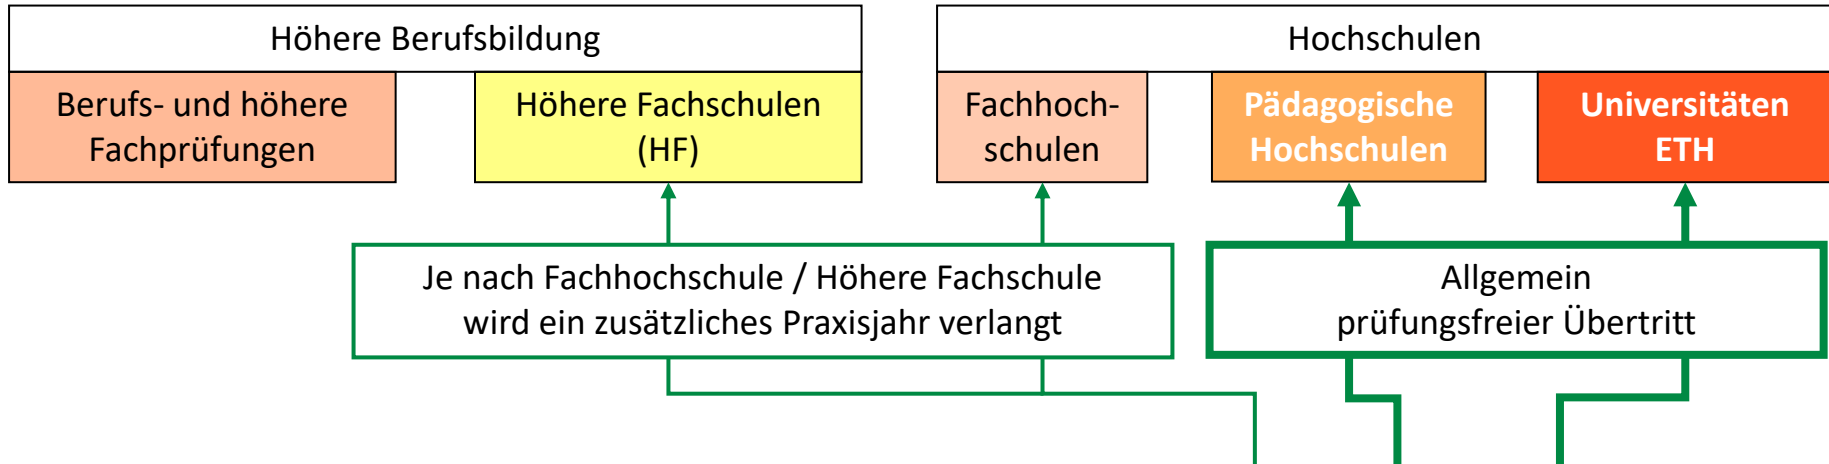 Höhere Berufsbildung
Hochschulen
Berufs- und höhere
Fachprüfungen
Höhere Fachschulen
(HF)
Fachhoch-
schulen
Pädagogische
Hochschulen
Universitäten
ETH
Je nach Fachhochschule / Höhere Fachschule
wird ein zusätzliches Praxisjahr verlangt
Allgemein
prüfungsfreier Übertritt